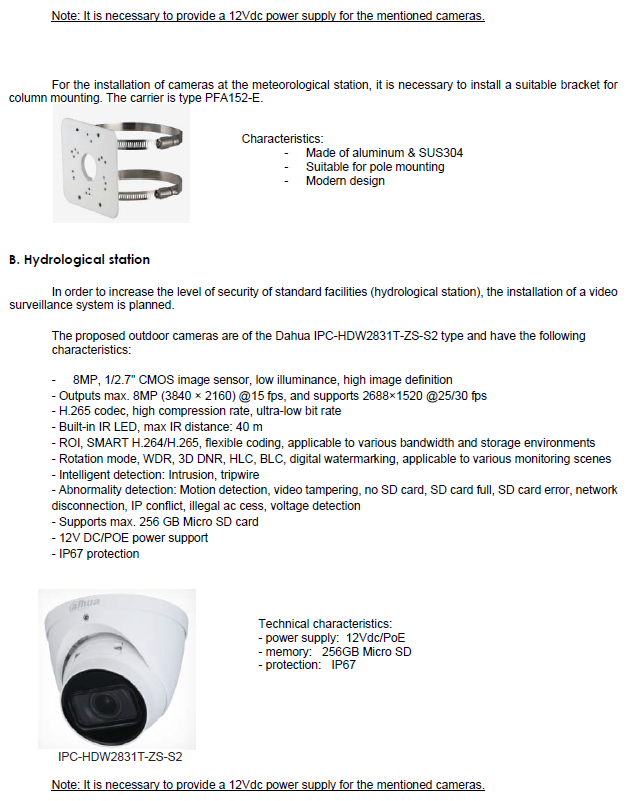 Note: It is necessary to provide a 12Vdc power supply for the mentioned cameras.
For the installation of cameras at the meteorological station, it is necessary to install a suitable bracket for
column mounting. The carrier is type PFA152-E.
Characteristics:
- Made of aluminum & SUS304
- Suitable for pole mounting
- Modern design
B. Hydrological station
In order to increase the level of security of standard facilities (hydrological station), the installation of a video
surveillance system is planned.
The proposed outdoor cameras are of the Dahua IPC-HDW2831T-ZS-S2 type and have the following
characteristics:
- 8MP, 1/2.7" CMOS image sensor, low illuminance, high image definition
- Outputs max. 8MP (3840 × 2160) @15 fps, and supports 2688×1520 @25/30 fps
- H.265 codec, high compression rate, ultra-low bit rate
- Built-in IR LED, max IR distance: 40 m
- ROI, SMART H.264/H.265, flexible coding, applicable to various bandwidth and storage environments
- Rotation mode, WDR, 3D DNR, HLC, BLC, digital watermarking, applicable to various monitoring scenes
- Intelligent detection: Intrusion, tripwire
- Abnormality detection: Motion detection, video tampering, no SD card, SD card full, SD card error, network
disconnection, IP conflict, illegal ac cess, voltage detection
- Supports max. 256 GB Micro SD card
- 12V DC/POE power support
- IP67 protection
alhua
Technical characteristics:
- power supply: 12Vdc/PoE
- memory: 256GB Micro SD
- protection: IP67
IPC-HDW2831T-ZS-S2
Note: It is necessary to provide a 12Vdc power supply for the mentioned cameras.